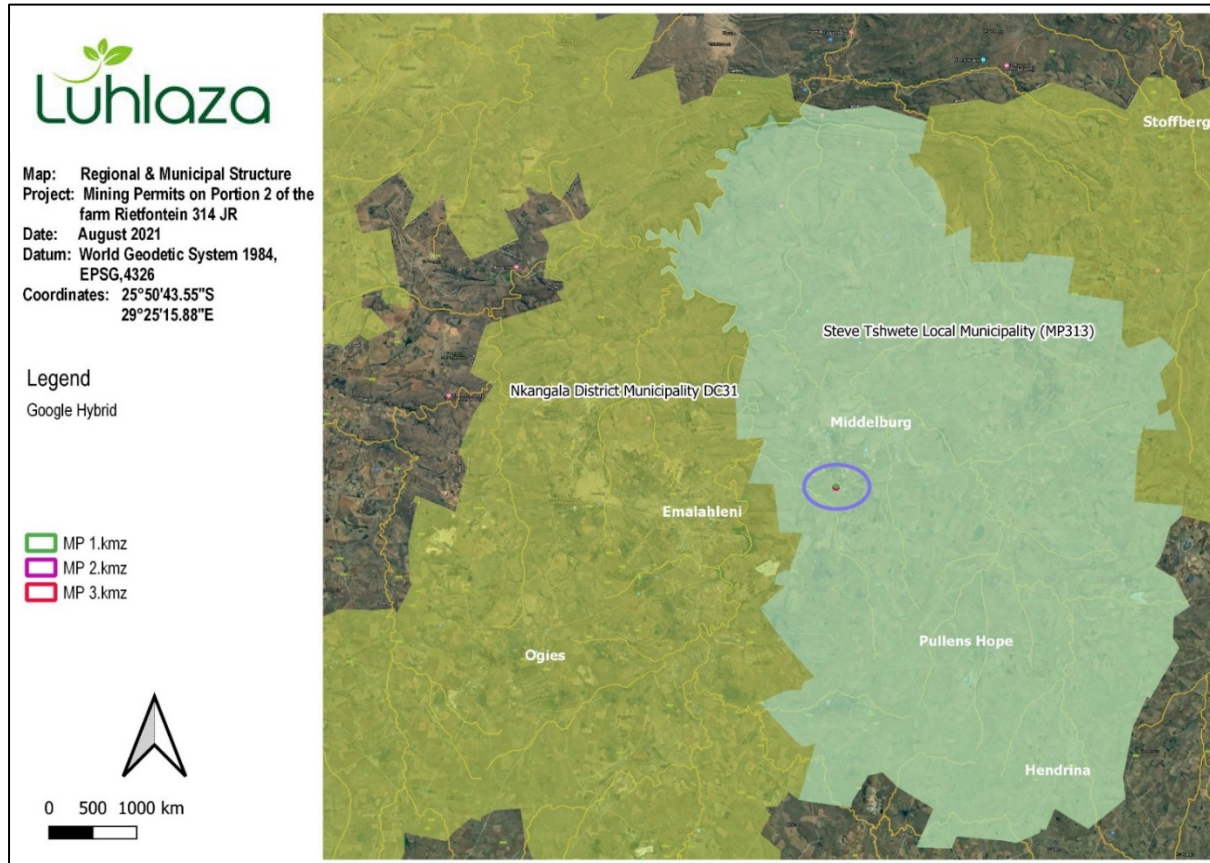 Luhlaza
Map: Regional & Municipal Structure
Project: Mining Permits on Portion 2 of the
farm Rietfontein 314 JR
Date: August 2021
Datum: World Geodetic System 1984,
EPSG,4326
Coordinates: 25°50'43.55"S
29°25'15.88"E
Legend
Google Hybrid
MP 1.kmz
MP 2.kmz
MP 3.kmz
0 500 1000 km
Stoffberg
Steve Tshwete Local Municipality (MP313)
Nkangala District Municipality DC31
Middelburg
Emalahleni
Pullens Hope
Ogies
Hendrina